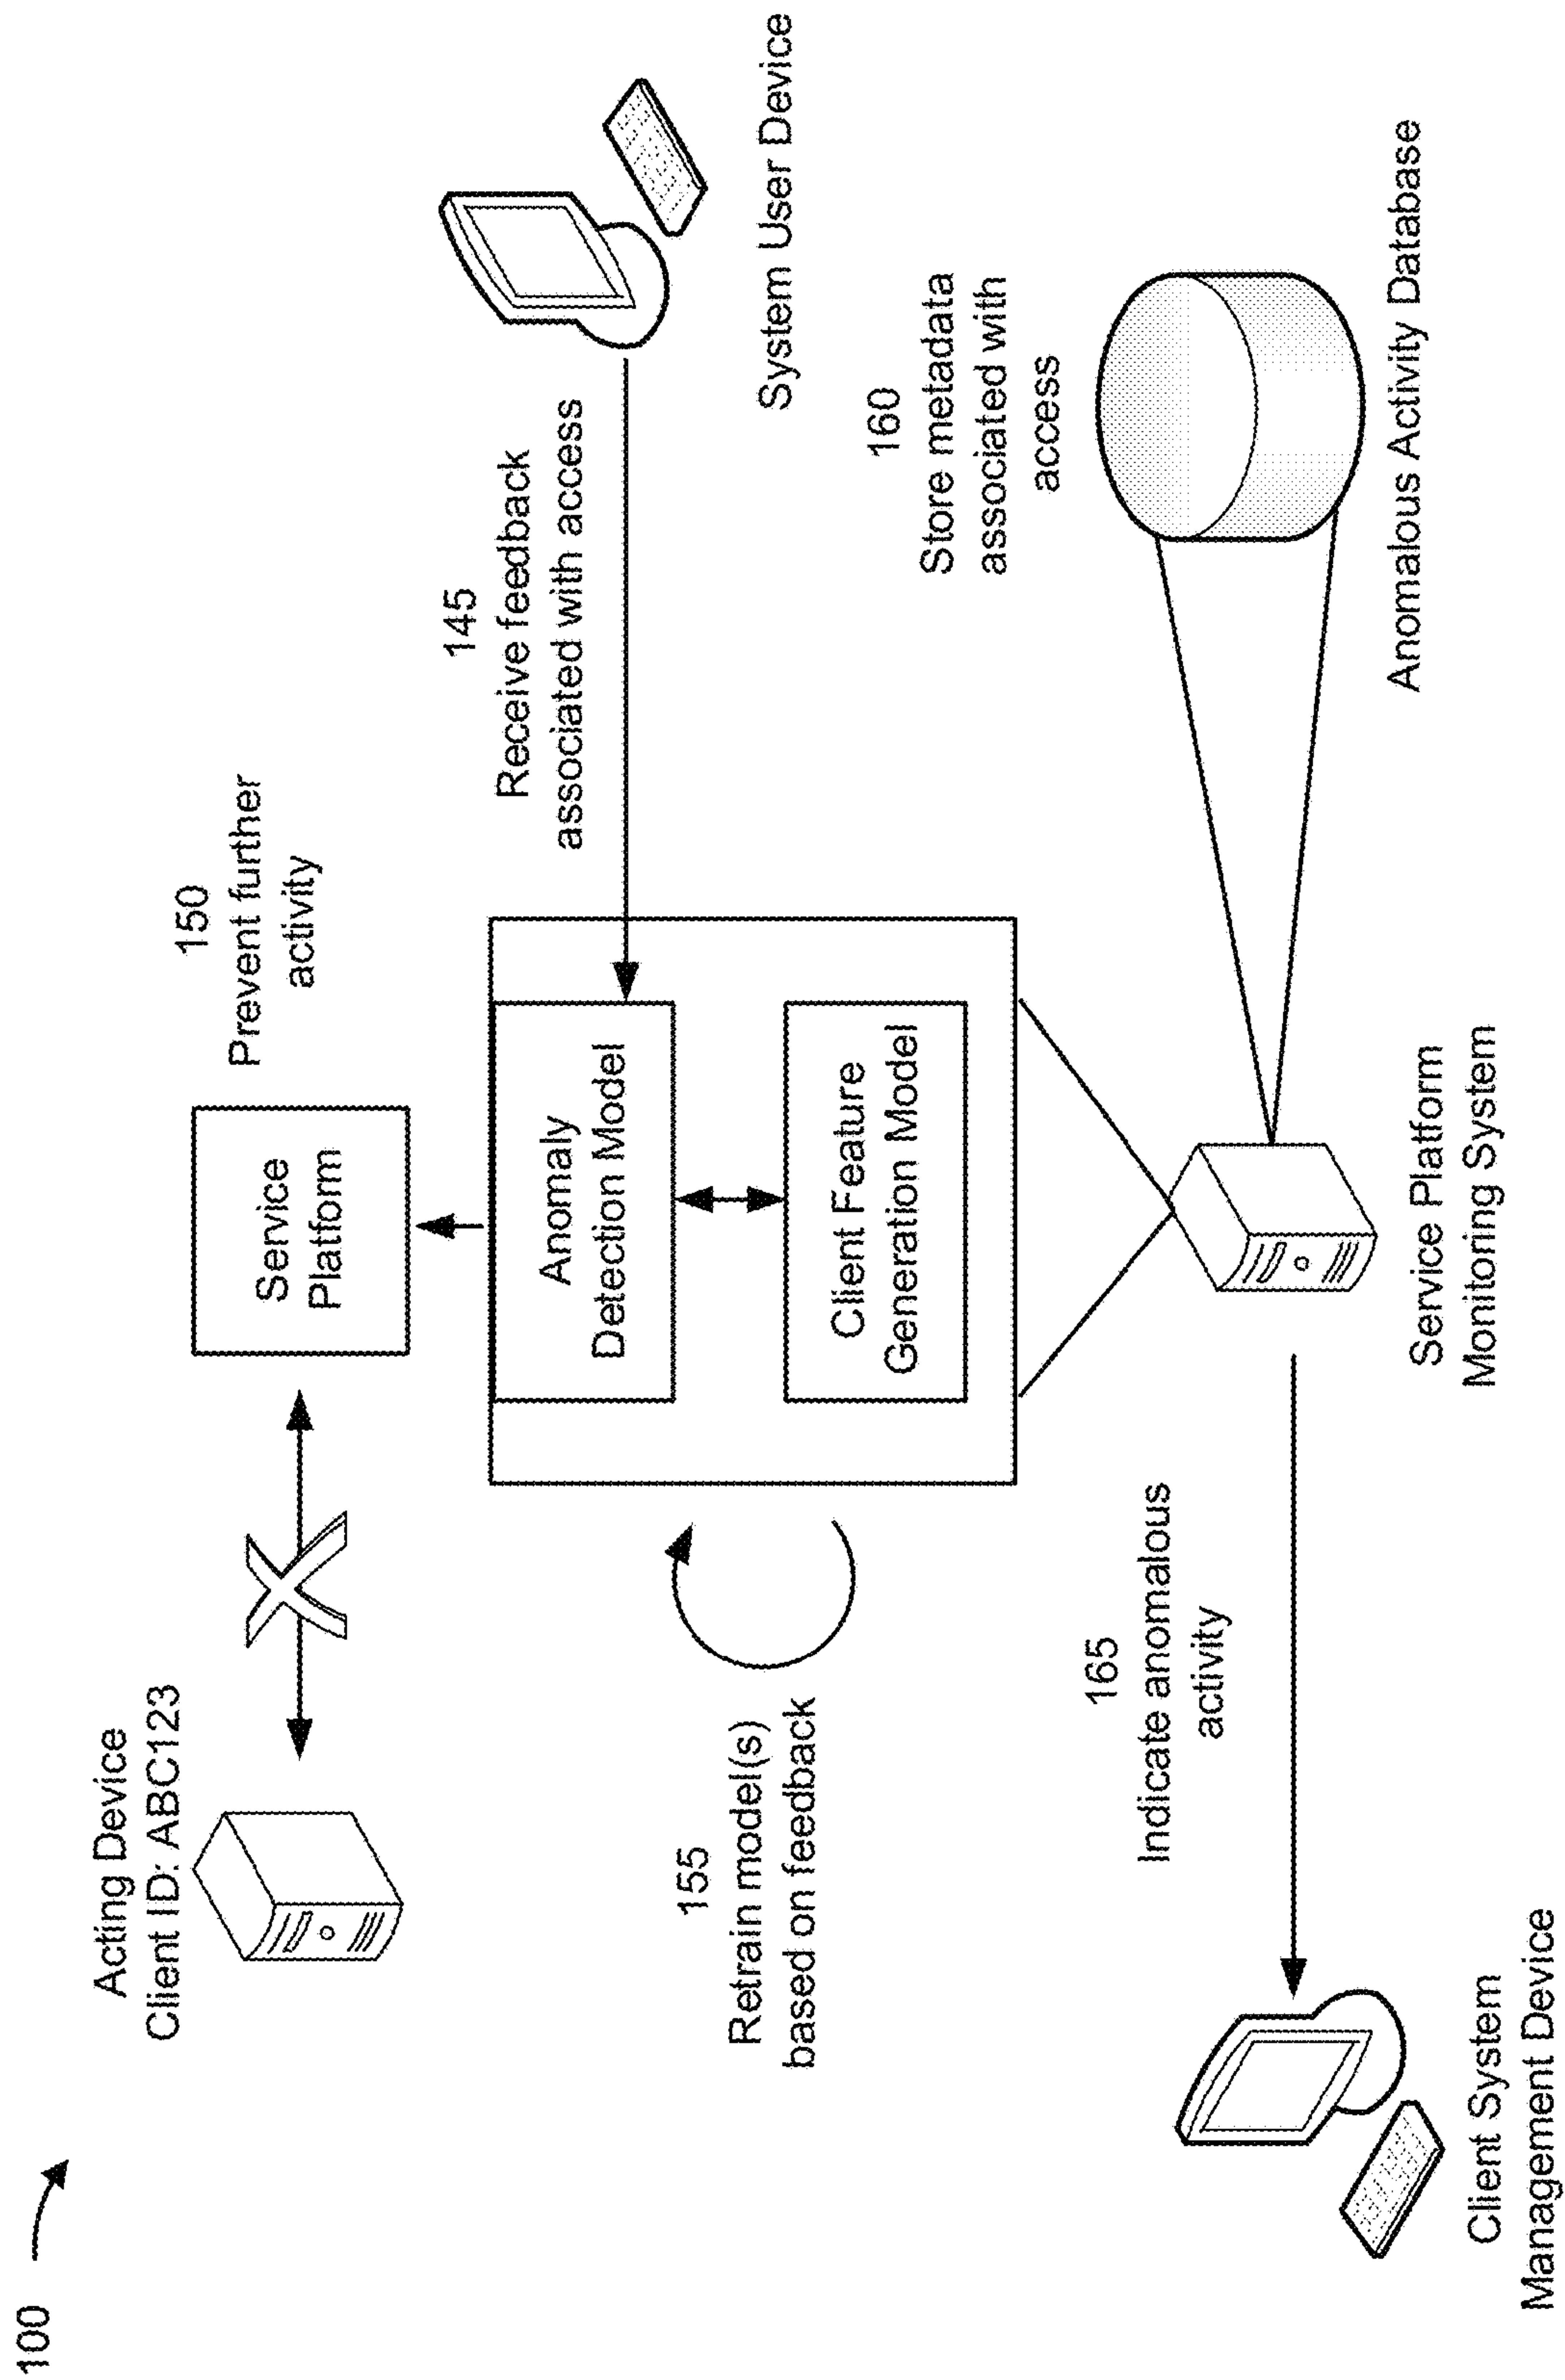 100
Acting Device
Client ID: ABC123
Service
Platform
150
Prevent further
activity
145
Receive feedback
associated with access
System User Device
Anomaly
Detection Model
Client Feature
Generation Model
155
Retrain model(s)
based on feedback
160
Store metadata
associated with
access
165
Indicate anomalous
activity
Client System
Management Device
Service Platform
Monitoring System
Anomalous Activity Database